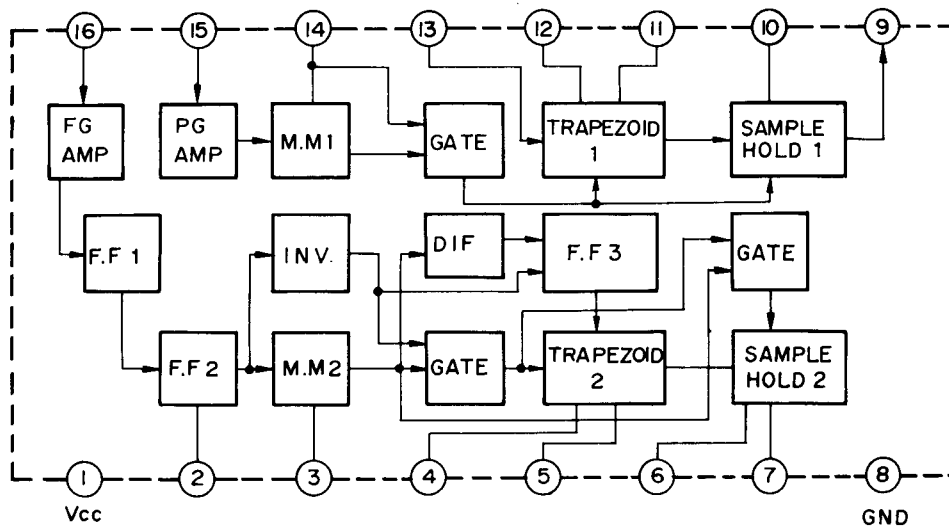 16 15 14 13 12 11 10 9
FG
AMP
PG
AMP
M.M1
GATE
TRAPEZOID
1
SAMPLE
HOLD 1
F.F 1
INV.
DIF
F.F 3
GATE
F.F 2
M.M2
GATE
TRAPEZOID
2
SAMPLE
HOLD 2
1 2 3 4 5 6 7 8
Vcc
GND